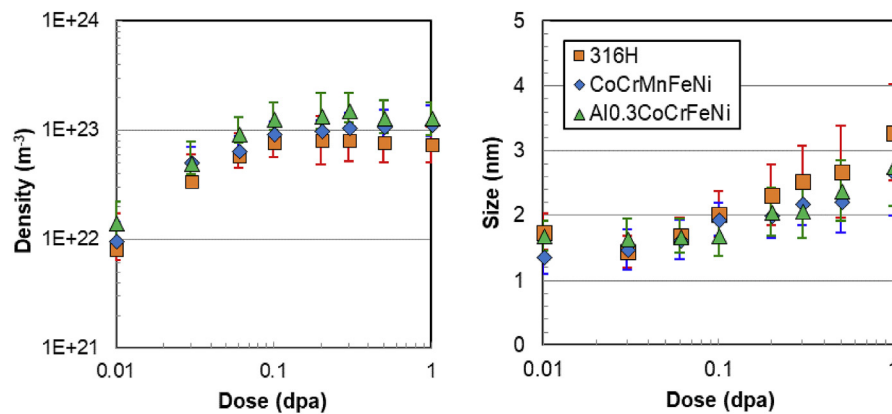 1E+24
1E+23
1E+22
1E+21
Density (m-3)
0.01
0.1
1
Dose (dpa)
5
4
3
2
1
0
Size (nm)
316H
CoCrMnFeNi
Al0.3CoCrFeNi
0.01
0.1
1
Dose (dpa)